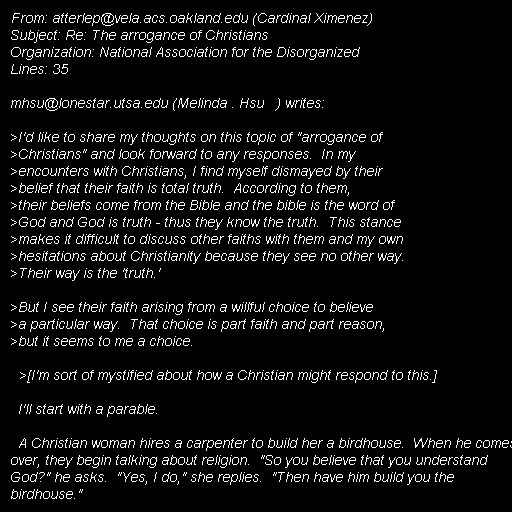 From: atterlep@vela.acs.oakland.edu (Cardinal Ximenez)
Subject: Re: The arrogance of Christians
Organization: National Association for the Disorganized
Lines: 35

mhsu@lonestar.utsa.edu (Melinda . Hsu   ) writes:

>I'd like to share my thoughts on this topic of "arrogance of
>Christians" and look forward to any responses.  In my
>encounters with Christians, I find myself dismayed by their
>belief that their faith is total truth.  According to them,
>their beliefs come from the Bible and the bible is the word of
>God and God is truth - thus they know the truth.  This stance
>makes it difficult to discuss other faiths with them and my own
>hesitations about Christianity because they see no other way.
>Their way is the 'truth.'

>But I see their faith arising from a willful choice to believe
>a particular way.  That choice is part faith and part reason,
>but it seems to me a choice.

  >[I'm sort of mystified about how a Christian might respond to this.]

  I'll start with a parable.

  A Christian woman hires a carpenter to build her a birdhouse.  When he comes
over, they begin talking about religion.  "So you believe that you understand
God?" he asks.  "Yes, I do," she replies.  "Then have him build you the
birdhouse."